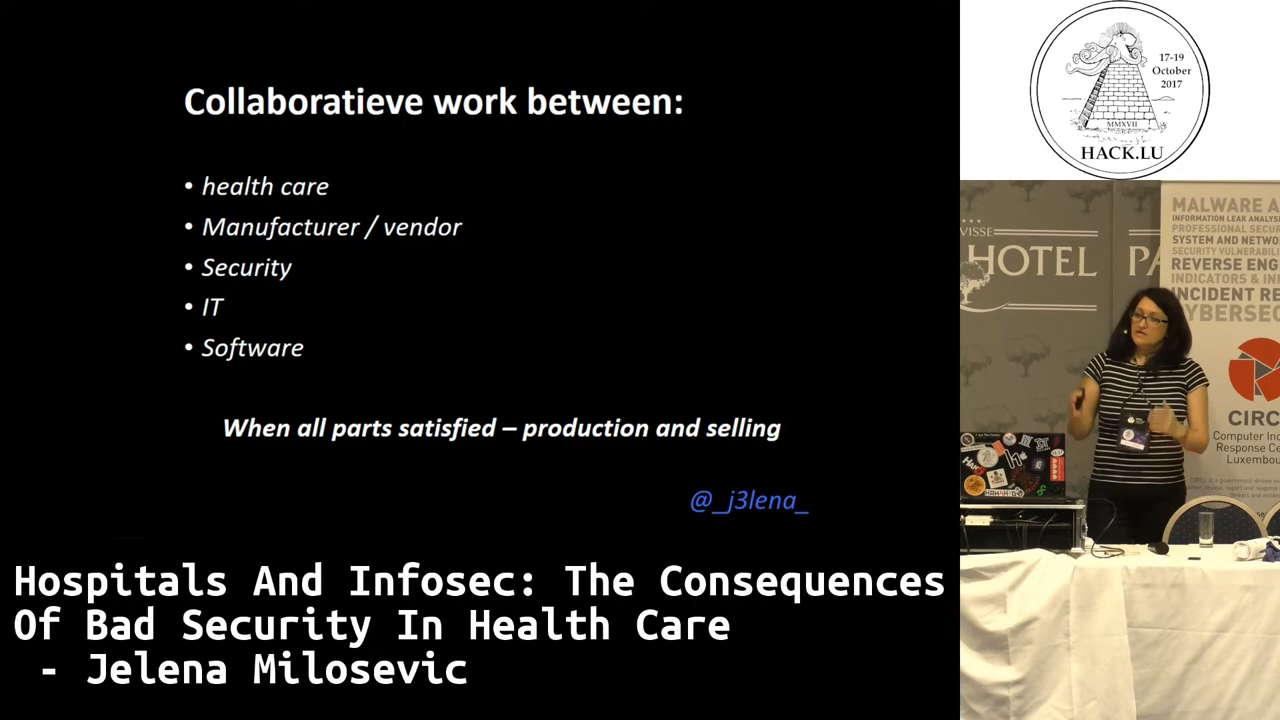 Collaboratieve work between:
• health care
• Manufacturer / vendor
• Security
• IT
• Software
When all parts satisfied – production and selling
@_j3lena_
Hospitals And Infosec: The Consequences
Of Bad Security In Health Care
- Jelena Milosevic
17-19
October
2017
MMXVII
HACK.LU
VISSE
HOTEL
PA
MALWARE A
INFORMATION LEAK ANALYS
PROFESSIONAL SECUR
SYSTEM AND NETWO
SECURITY VULNERABIL
REVERSE ENG
INDICATORS & IN
INCIDENT RE
CYBERSEC
CIRC
Computer Inc
Response Ce
Luxembou